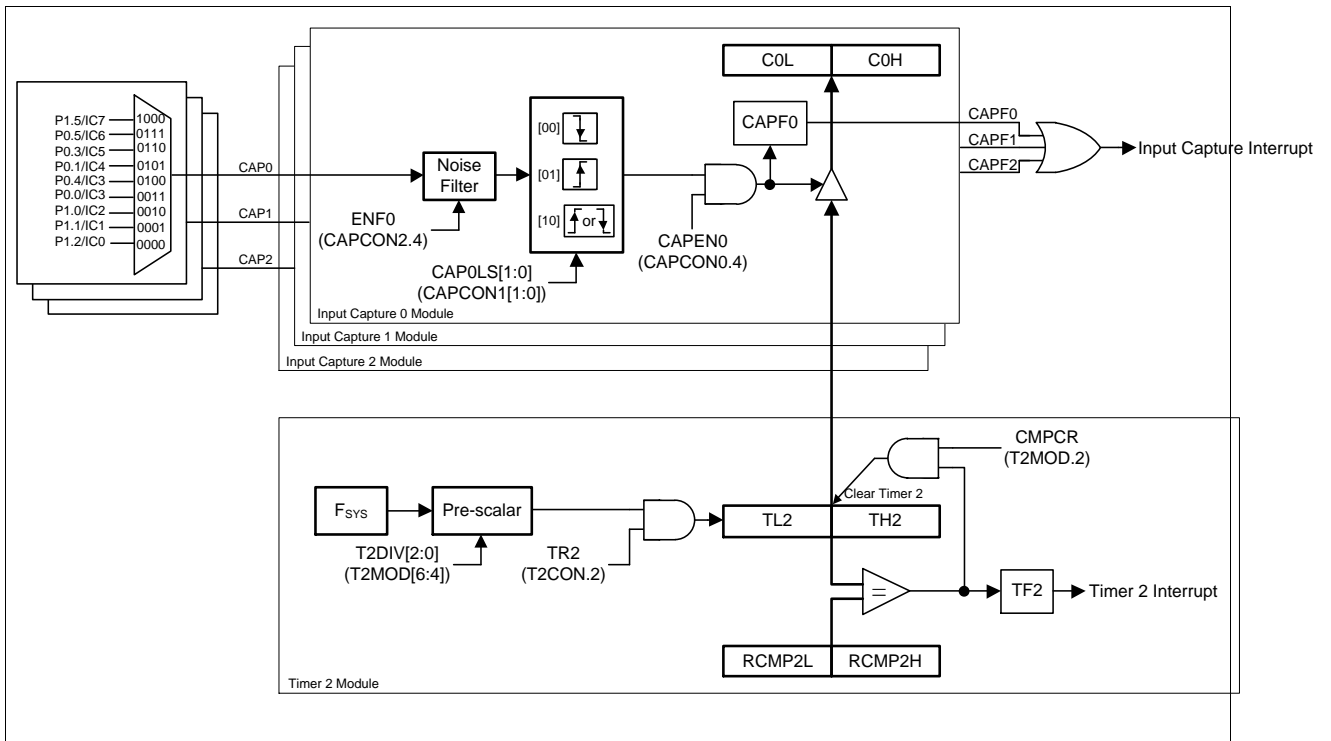 C0L C0H
P1.5/IC7 1000
P0.5/IC6 0111
P0.3/IC5 0110
P0.1/IC4 0101
P0.4/IC3 0100
P0.0/IC3 0011
P1.0/IC2 0010
P1.1/IC1 0001
P1.2/IC0 0000
CAP0
CAP1
CAP2
Noise
Filter
ENF0
(CAPCON2.4)
[00]
[01]
[10] or
CAP0LS[1:0]
(CAPCON1[1:0])
CAPEN0
(CAPCON0.4)
CAPF0
CAPF0
CAPF1
CAPF2
Input Capture Interrupt
Input Capture 0 Module
Input Capture 1 Module
Input Capture 2 Module
CMPCR
(T2MOD.2)
Clear Timer 2
FSYS
Pre-scalar
T2DIV[2:0]
(T2MOD[6:4])
TR2
(T2CON.2)
TL2 TH2
=
TF2
Timer 2 Interrupt
RCMP2L RCMP2H
Timer 2 Module